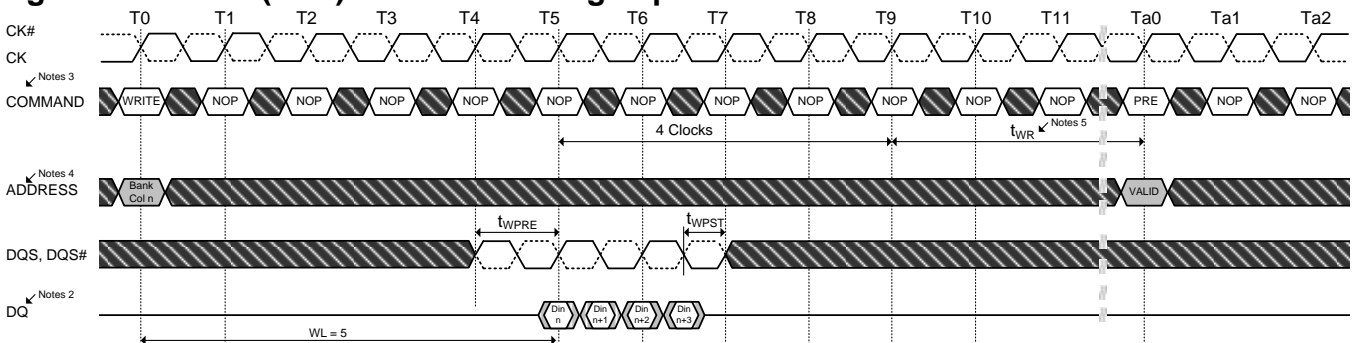 T0 T1 T2 T3 T4 T5 T6 T7 T8 T9 T10 T11 Ta0 Ta1 Ta2
CK#
CK
Notes 3
COMMAND WRITE NOP NOP NOP NOP NOP NOP NOP NOP NOP NOP NOP PRE NOP NOP
4 Clocks tWR Notes 5
Notes 4
ADDRESS Bank Col n VALID
tWPRE tWPST
DQS, DQS#
Notes 2
DQ Din n Din n+1 Din n+2 Din n+3
WL = 5